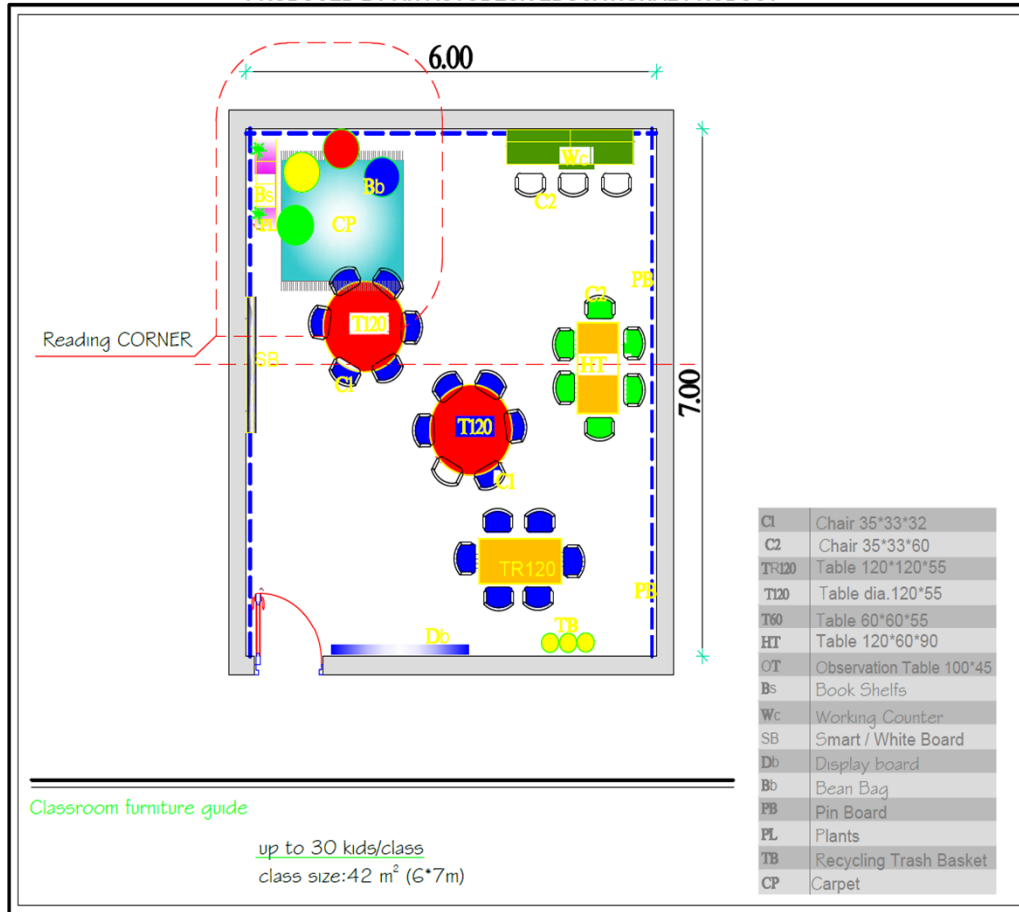 6.00
Wc
Bs
Bb
C2
PL
CP
PB
C2
T120
Reading CORNER
SB
HT
C1
7.00
T120
C1
TR120
PB
TB
Db
C1 Chair 35*33*32
C2 Chair 35*33*60
TR120 Table 120*120*55
T120 Table dia.120*55
T60 Table 60*60*55
HT Table 120*60*90
OT Observation Table 100*45
Bs Book Shelfs
Wc Working Counter
SB Smart / White Board
Db Display board
Bb Bean Bag
PB Pin Board
PL Plants
TB Recycling Trash Basket
CP Carpet
Classroom furniture guide
up to 30 kids/class
class size:42 m² (6*7m)